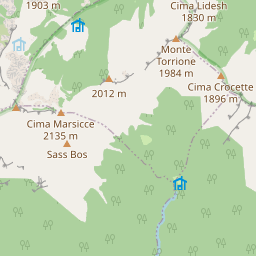 1903 m
Cima Lidesh
1830 m
Monte
Torrione
1984 m
2012 m
Cima Crocette
1896 m
Cima Marsicce
2135 m
Sass Bos